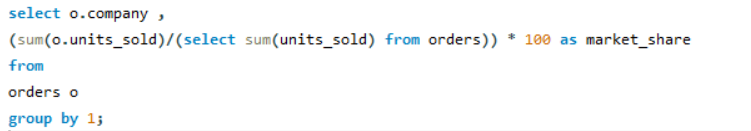 select o.company ,
(sum(o.units_sold)/(select sum(units_sold) from orders)) * 100 as market_share
from
orders o
group by 1;